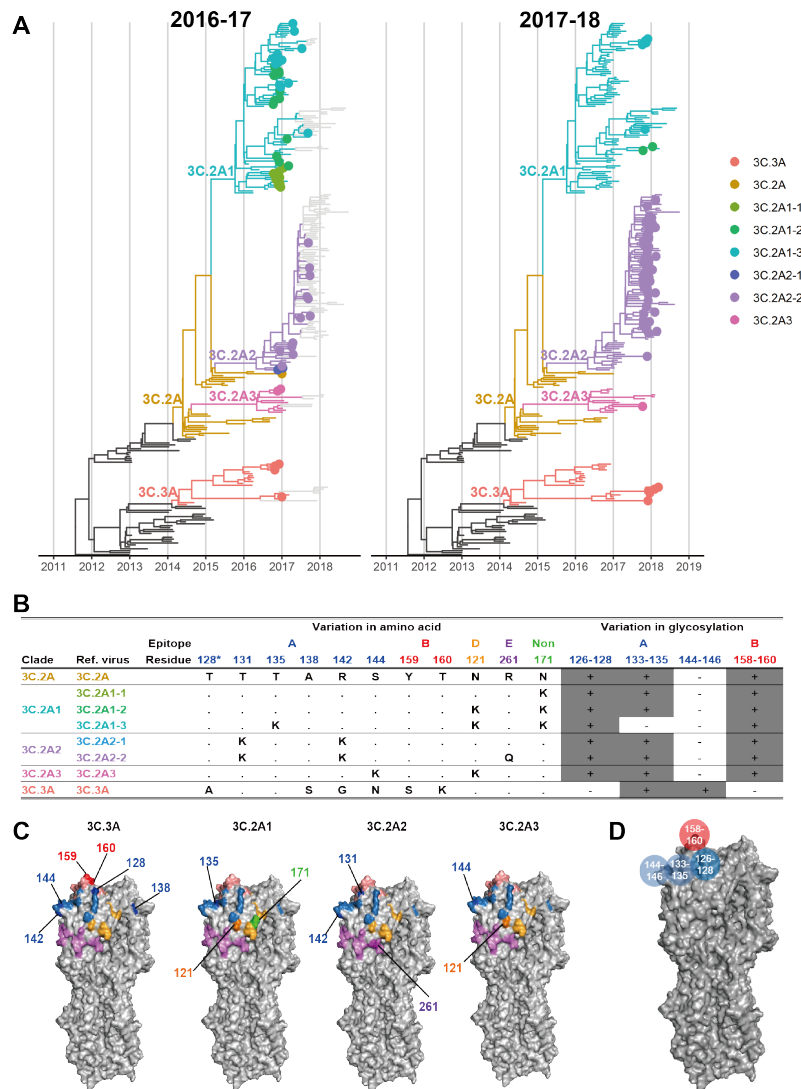 A
2016-17
2017-18
3C.2A1
3C.2A2
3C.2A
3C.2A3
3C.3A
3C.2A1
3C.2A2
3C.2A
3C.2A3
3C.3A
3C.3A
3C.2A
3C.2A1-1
3C.2A1-2
3C.2A1-3
3C.2A2-1
3C.2A2-2
3C.2A3
2011 2012 2013 2014 2015 2016 2017 2018
2011 2012 2013 2014 2015 2016 2017 2018 2019
B
Variation in amino acid Variation in glycosylation
Epitope A B D E Non A B
Clade Ref. virus Residue 128* 131 135 138 142 144 159 160 121 261 171 126-128 133-135 144-146 158-160
3C.2A 3C.2A T T T A R S Y T N R N + + - +
3C.2A1
3C.2A1-1 . . . . . . . . . . K + + - +
3C.2A1-2 . . . . . . . . K . K + + - +
3C.2A1-3 . . K . . . . . K . K + - - +
3C.2A2
3C.2A2-1 . K . . K . . . . . . + + - +
3C.2A2-2 . K . . K . . . . Q . + + - +
3C.2A3 3C.2A3 . . . . . K . . K . . + + - +
3C.3A 3C.3A A . . S G N S K . . . - + + -
C
3C.3A
3C.2A1
3C.2A2
3C.2A3
D
159
160
128
144
138
142
135
171
121
131
142
261
144
121
158-
160
144-
146
133-
135
126-
128